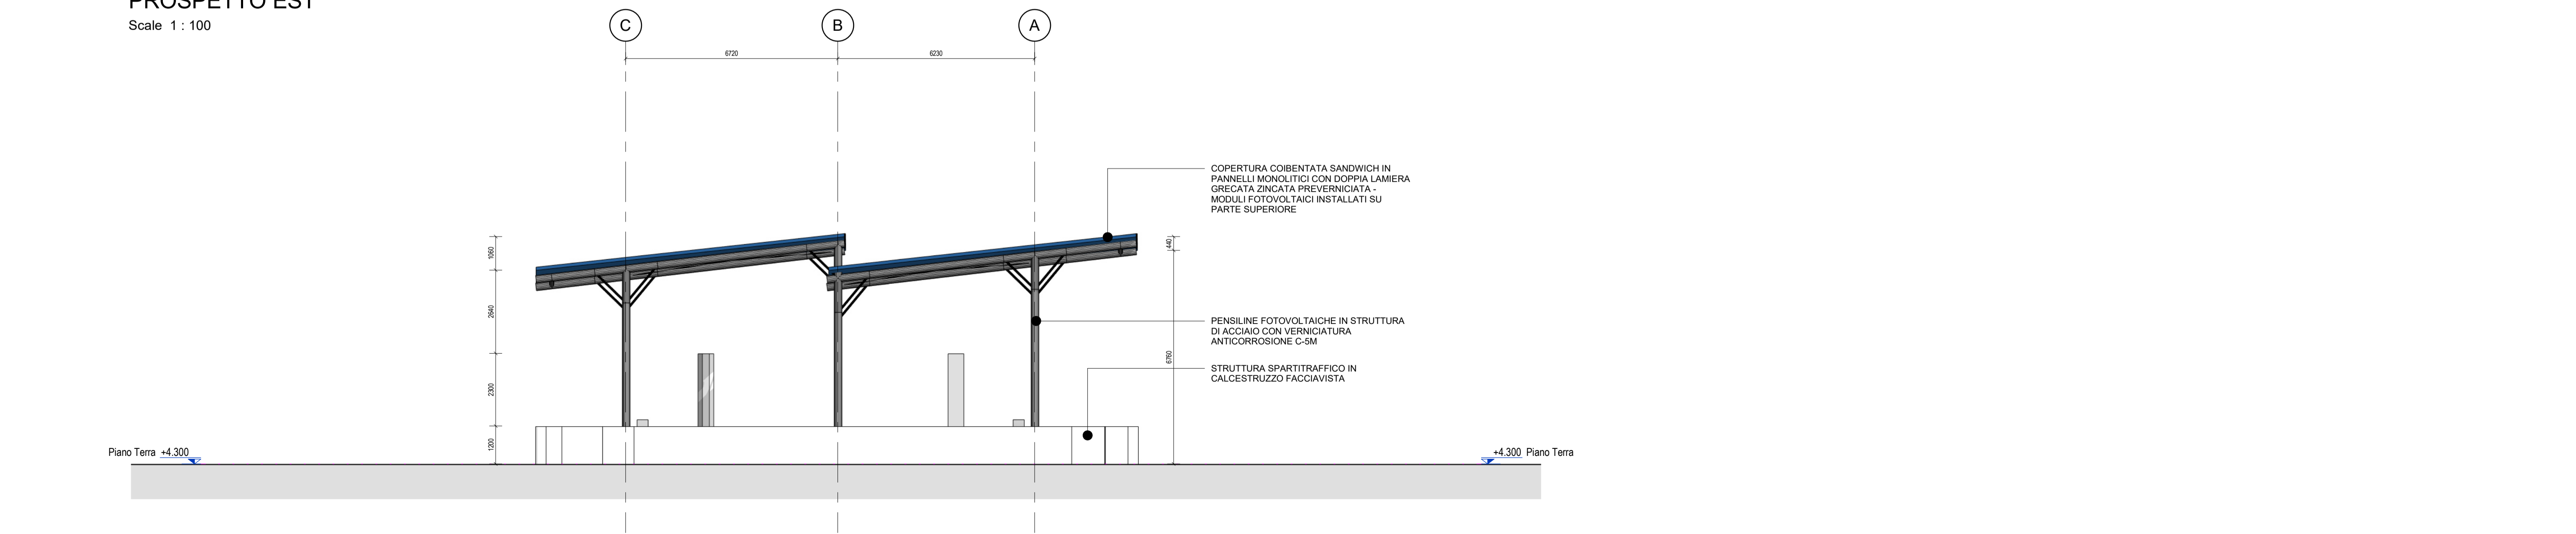 PROSPETTO EST
Scale 1 : 100
C
B
A
6720
6230
COPERTURA COIBENTATA SANDWICH IN
PANNELLI MONOLITICI CON DOPPIA LAMIERA
GRECATA ZINCATA PREVERNICIATA -
MODULI FOTOVOLTAICI INSTALLATI SU
PARTE SUPERIORE
1060
440
2640
PENSILINE FOTOVOLTAICHE IN STRUTTURA
DI ACCIAIO CON VERNICIATURA
ANTICORROSIONE C-5M
6760
STRUTTURA SPARTITRAFFICO IN
CALCESTRUZZO FACCIAVISTA
2300
1200
Piano Terra +4.300
+4.300 Piano Terra